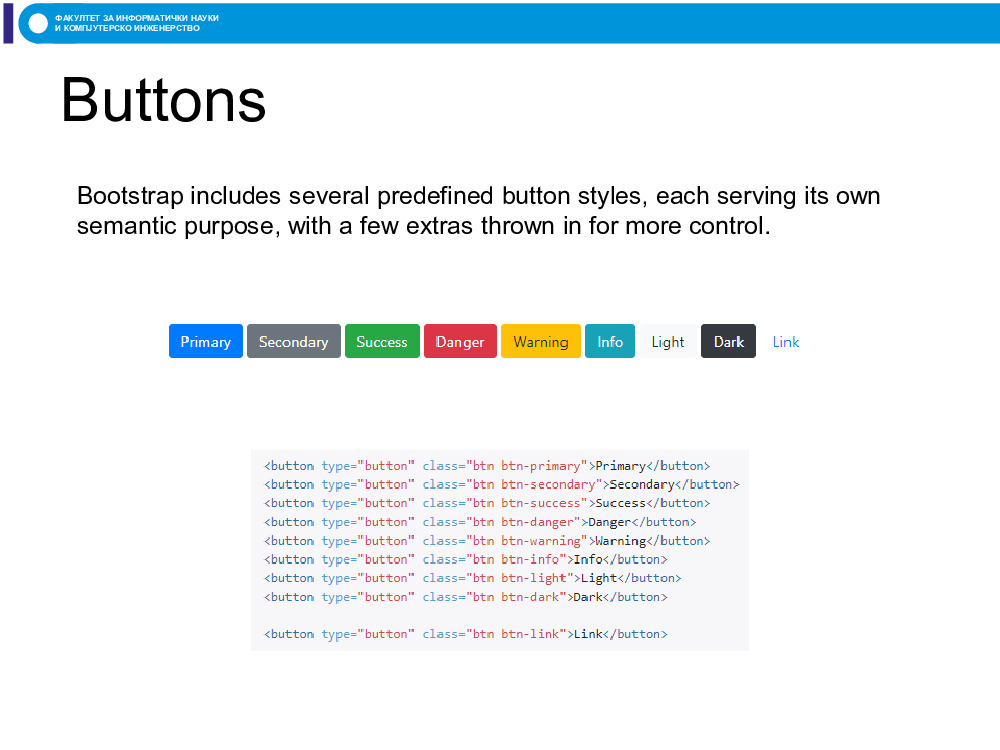 ФАКУЛТЕТ ЗА ИНФОРМАТИЧКИ НАУКИ
И КОМПЈУТЕРСКО ИНЖЕНЕРСТВО
Buttons
Bootstrap includes several predefined button styles, each serving its own
semantic purpose, with a few extras thrown in for more control.
Primary Secondary Success Danger Warning Info Light Dark Link
<button type="button" class="btn btn-primary">Primary</button>
<button type="button" class="btn btn-secondary">Secondary</button>
<button type="button" class="btn btn-success">Success</button>
<button type="button" class="btn btn-danger">Danger</button>
<button type="button" class="btn btn-warning">Warning</button>
<button type="button" class="btn btn-info">Info</button>
<button type="button" class="btn btn-light">Light</button>
<button type="button" class="btn btn-dark">Dark</button>
<button type="button" class="btn btn-link">Link</button>